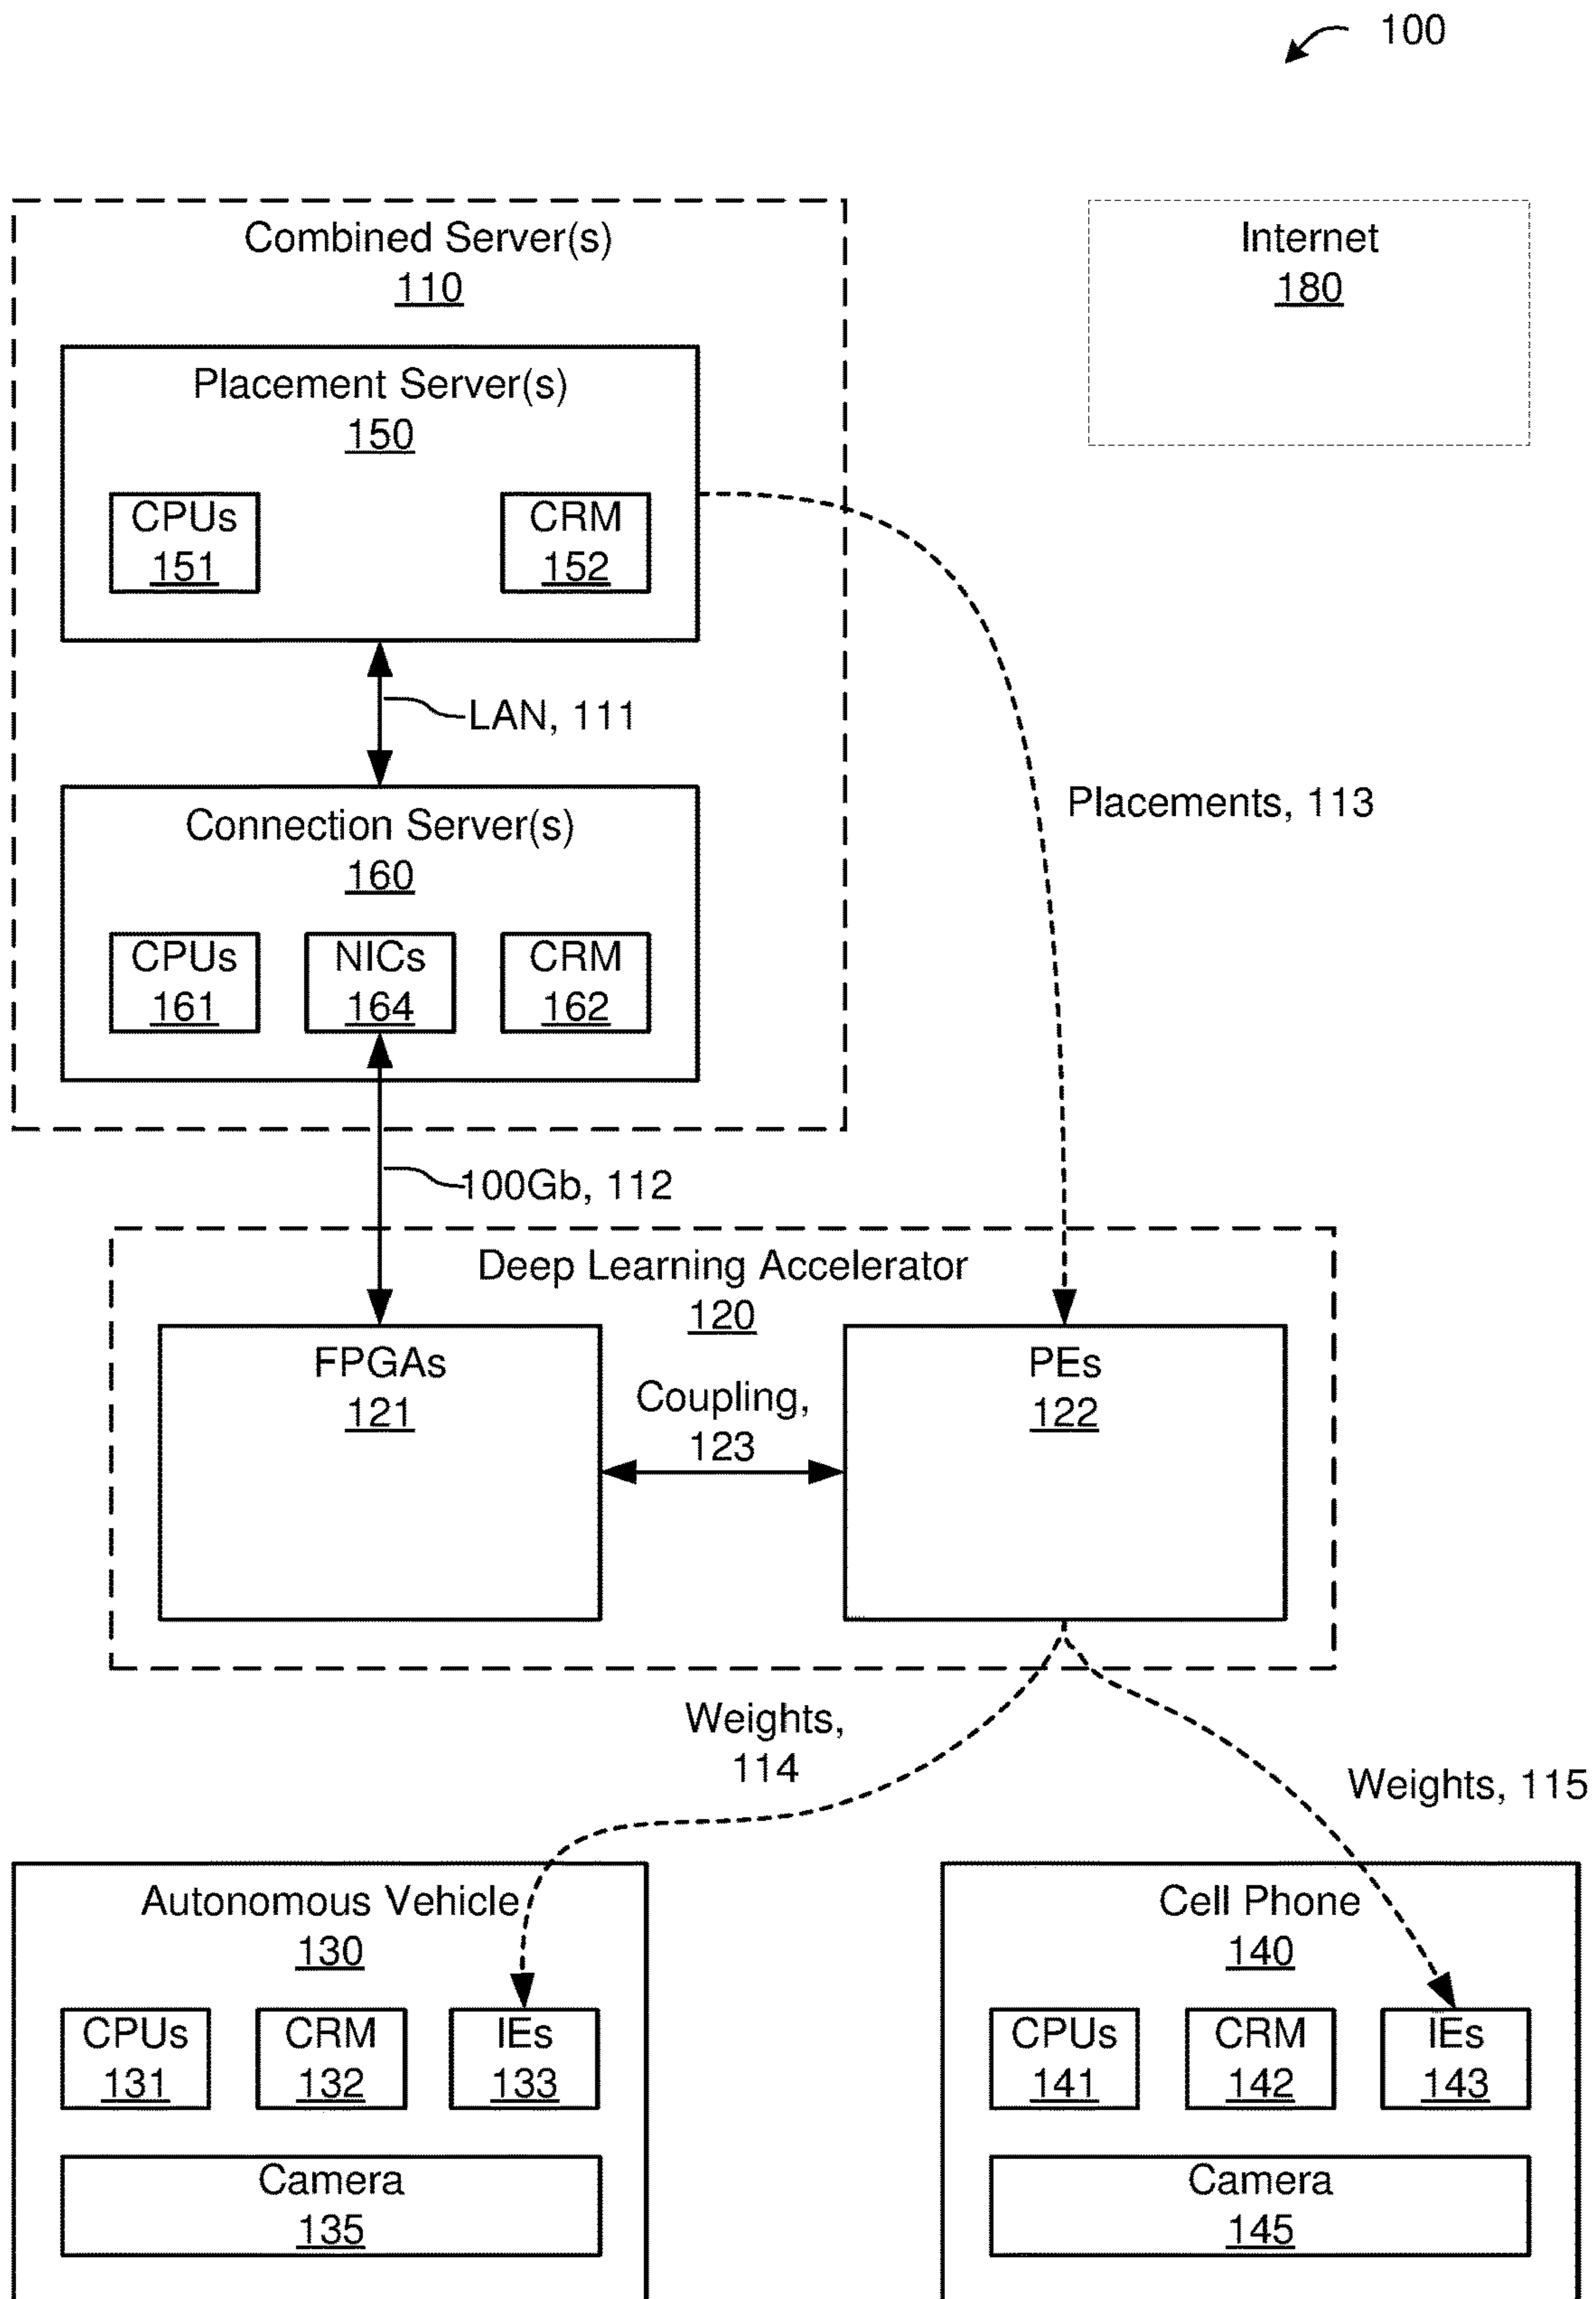 100
Combined Server(s)
110
Internet
180
Placement Server(s)
150
CPUs
151
CRM
152
LAN, 111
Placements, 113
Connection Server(s)
160
CPUs
161
NICs
164
CRM
162
100Gb, 112
Deep Learning Accelerator
120
FPGAs
121
Coupling,
123
PEs
122
Weights,
114
Weights, 115
Autonomous Vehicle
130
CPUs
131
CRM
132
IEs
133
Camera
135
Cell Phone
140
CPUs
141
CRM
142
IEs
143
Camera
145